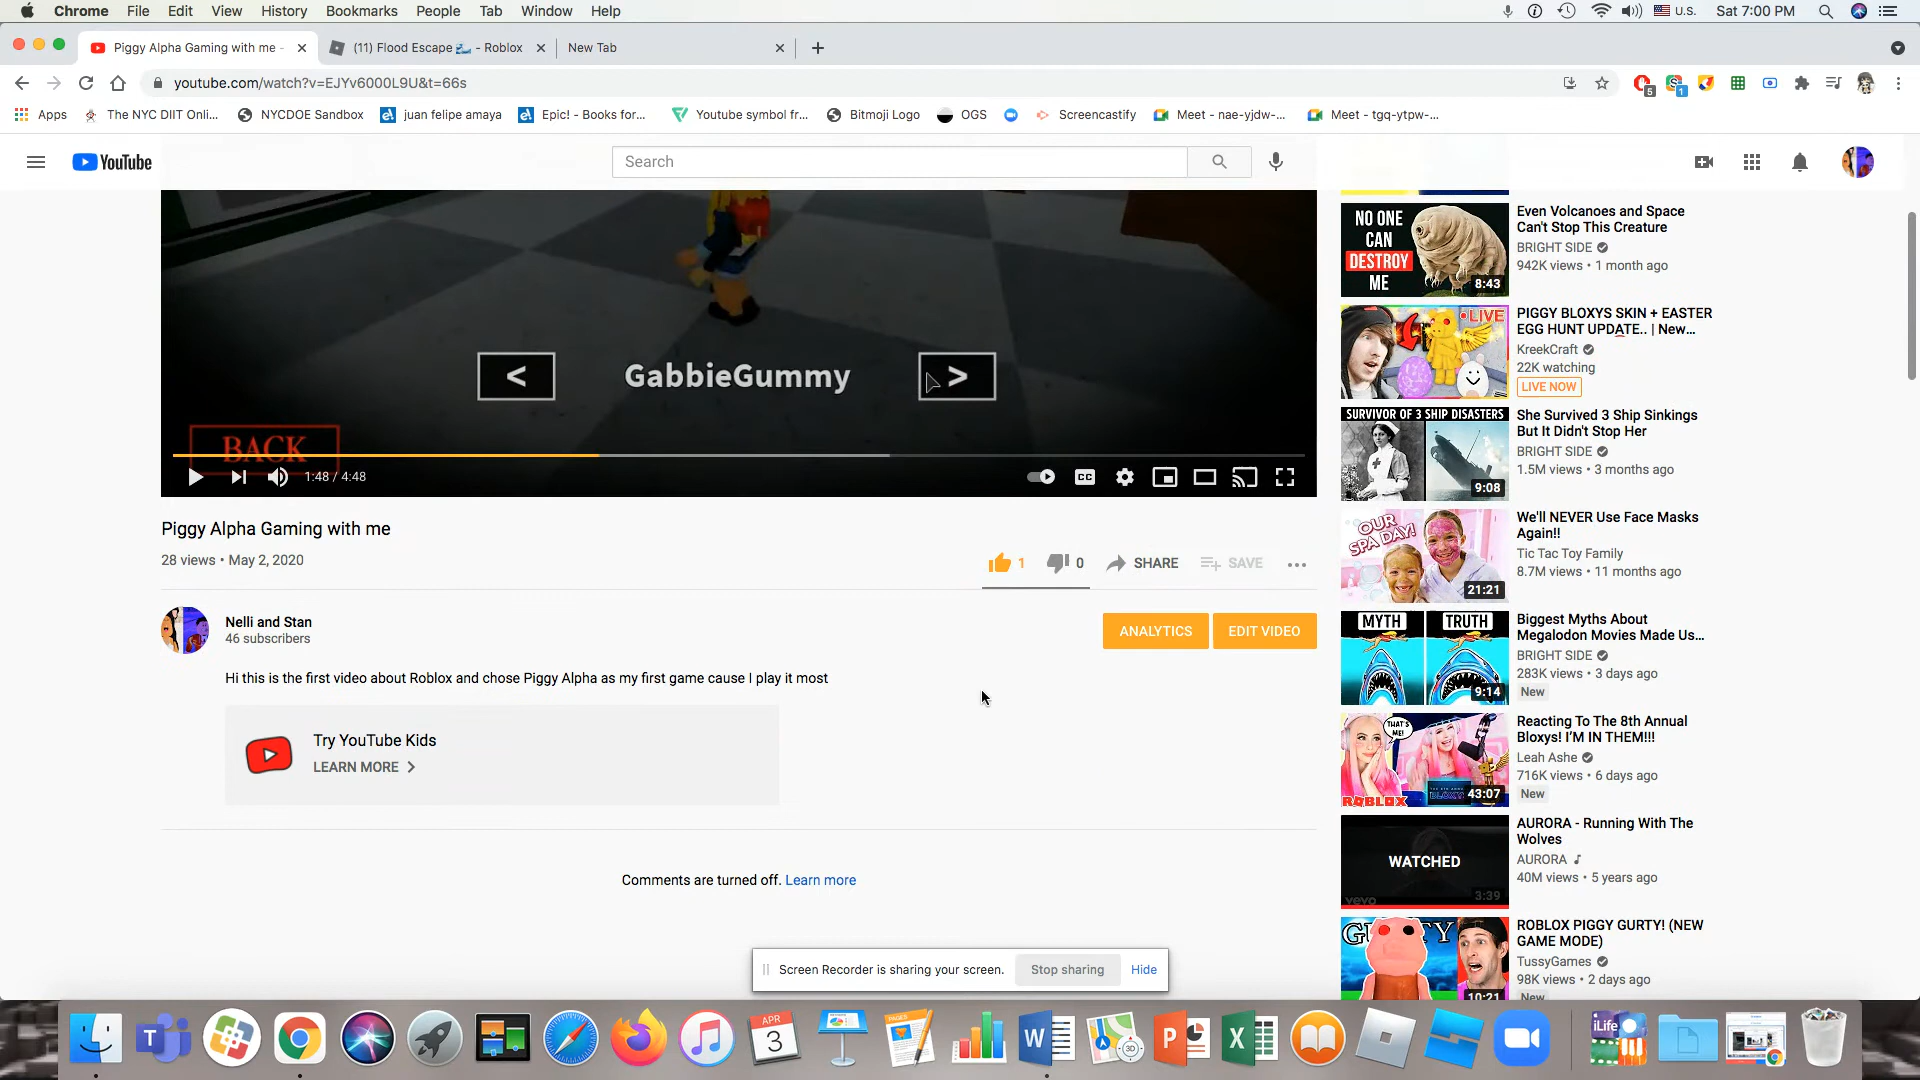 Chrome File Edit View History Bookmarks People Tab Window Help
U.S. Sat 7:00 PM
Piggy Alpha Gaming with me -
(11) Flood Escape 🌊 - Roblox
New Tab
youtube.com/watch?v=EJYv6000L9U&t=66s
5
1
Apps
The NYC DIIT Onli...
NYCDOE Sandbox
juan felipe amaya
Epic! - Books for...
Youtube symbol fr...
Bitmoji Logo
OGS
Screencastify
Meet - nae-yjdw-...
Meet - tgq-ytpw-...
YouTube
Search
< GabbieGummy >
BACK
1:48 / 4:48
CC
Piggy Alpha Gaming with me
28 views • May 2, 2020
1
0
SHARE
SAVE
Nelli and Stan
46 subscribers
ANALYTICS
EDIT VIDEO
Hi this is the first video about Roblox and chose Piggy Alpha as my first game cause I play it most
Try YouTube Kids
LEARN MORE >
Comments are turned off. Learn more
NO ONE
CAN
DESTROY
ME
8:43
Even Volcanoes and Space
Can't Stop This Creature
BRIGHT SIDE
942K views • 1 month ago
LIVE
PIGGY BLOXYS SKIN + EASTER
EGG HUNT UPDATE.. | New...
KreekCraft
22K watching
LIVE NOW
SURVIVOR OF 3 SHIP DISASTERS
9:08
She Survived 3 Ship Sinkings
But It Didn't Stop Her
BRIGHT SIDE
1.5M views • 3 months ago
OUR
SPA DAY!
21:21
We'll NEVER Use Face Masks
Again!!
Tic Tac Toy Family
8.7M views • 11 months ago
MYTH
TRUTH
9:14
Biggest Myths About
Megalodon Movies Made Us...
BRIGHT SIDE
283K views • 3 days ago
New
THAT'S
ME!
ROBLOX
BLOXY
43:07
Reacting To The 8th Annual
Bloxys! I'M IN THEM!!!
Leah Ashe
716K views • 6 days ago
New
WATCHED
vevo
3:39
AURORA - Running With The
Wolves
AURORA
40M views • 5 years ago
10:21
ROBLOX PIGGY GURTY! (NEW
GAME MODE)
TussyGames
98K views • 2 days ago
New
Screen Recorder is sharing your screen.
Stop sharing
Hide
APR
3
3D
iLife